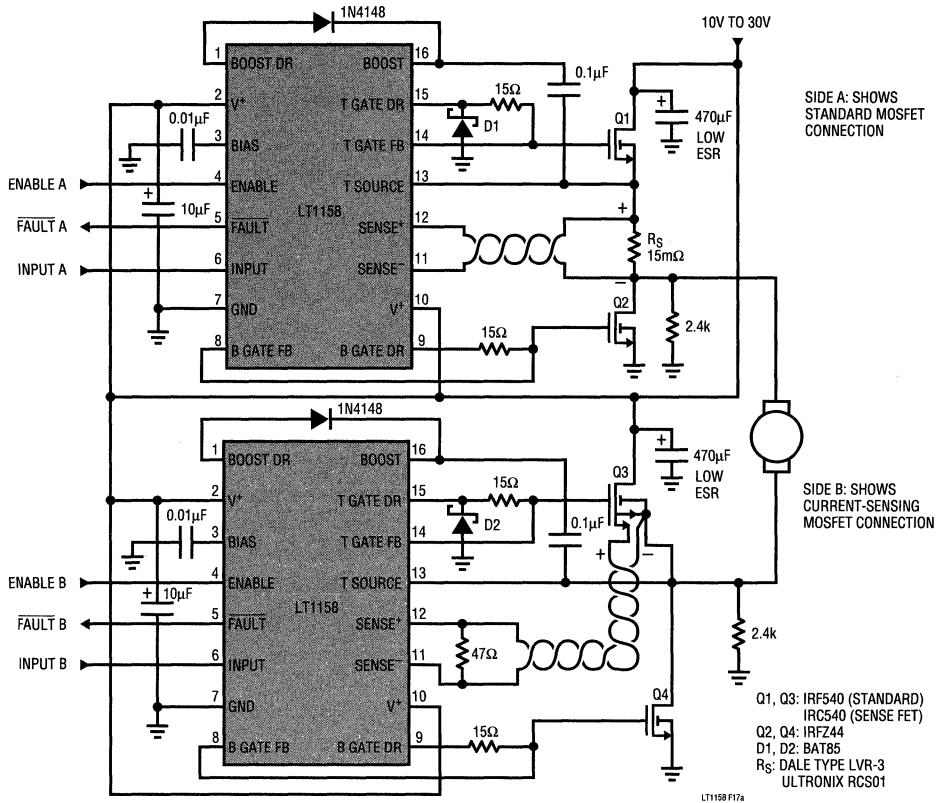 1N4148
10V TO 30V
1
BOOST DR
BOOST
16
2
V+
T GATE DR
15
15Ω
0.1µF
D1
Q1
+
470µF
LOW
ESR
SIDE A: SHOWS
STANDARD MOSFET
CONNECTION
0.01µF
3
BIAS
T GATE FB
14
ENABLE A
4
ENABLE
T SOURCE
13
+
10µF
LT1158
FAULT A
5
FAULT
SENSE+
12
+
RS
15mΩ
INPUT A
6
INPUT
SENSE–
11
–
7
GND
V+
10
Q2
2.4k
8
B GATE FB
B GATE DR
9
15Ω
1N4148
1
BOOST DR
BOOST
16
2
V+
T GATE DR
15
15Ω
0.1µF
D2
Q3
+
470µF
LOW
ESR
SIDE B: SHOWS
CURRENT-SENSING
MOSFET CONNECTION
0.01µF
3
BIAS
T GATE FB
14
+
–
ENABLE B
4
ENABLE
T SOURCE
13
+
10µF
LT1158
FAULT B
5
FAULT
SENSE+
12
47Ω
2.4k
INPUT B
6
INPUT
SENSE–
11
7
GND
V+
10
Q4
8
B GATE FB
B GATE DR
9
15Ω
Q1, Q3: IRF540 (STANDARD)
IRC540 (SENSE FET)
Q2, Q4: IRFZ44
D1, D2: BAT85
RS: DALE TYPE LVR-3
ULTRONIX RCS01
LT1158 F17a